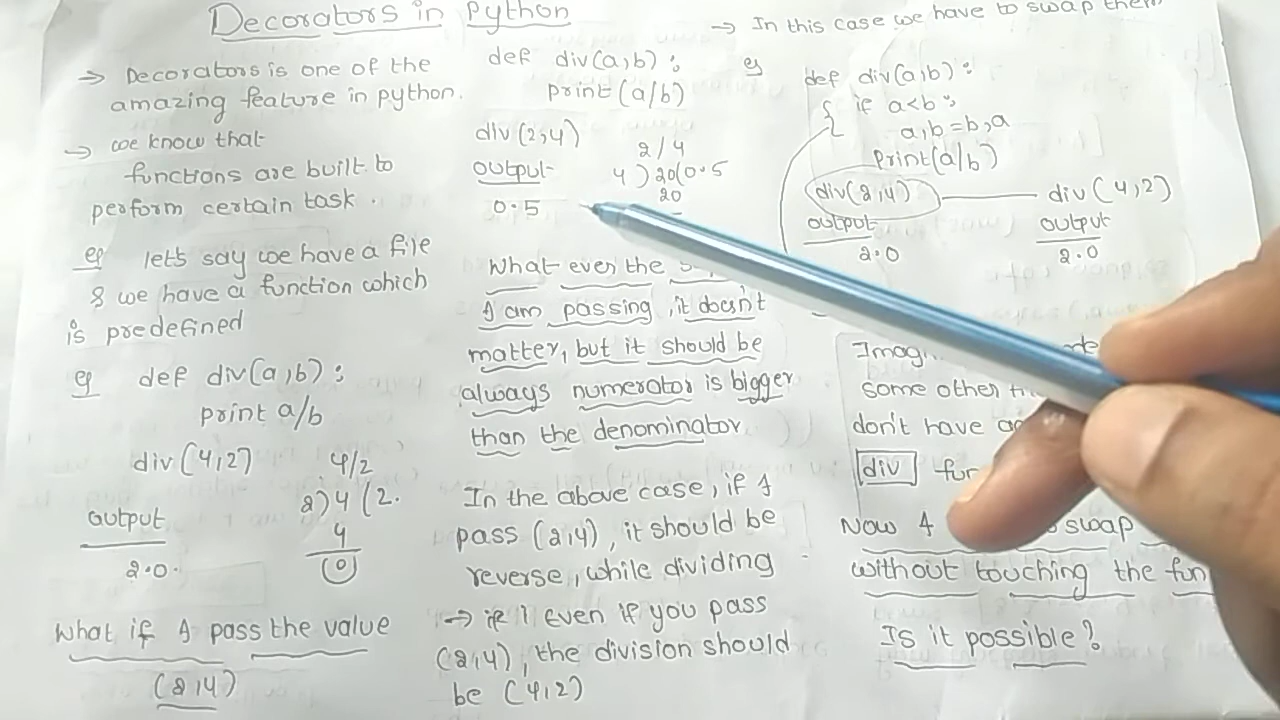 Decorators in Python
→ Decorators is one of the
amazing feature in python.
→ we know that
functions are built to
perform certain task.
eg let's say we have a file
& we have a function which
is predefined
eg def div(a,b):
print a/b
div(4,2)
4/2
2)4(2.
4
0
output
2.0.
What if I pass the value
(2,4)
def div(a,b):
print(a/b)
div(2,4)
2/4
output
4)20(0.5
20
0.5
What ever the
I am passing, it doesn't
matter, but it should be
always numerator is bigger
than the denominator
In the above case, if I
pass (2,4), it should be
reverse, while dividing
→ if I even if you pass
(2,4), the division should
be (4,2)
→ In this case we have to swap them
eg def div(a,b):
if a<b:
a,b=b,a
print(a/b)
div(2,4) div(4,2)
output output
2.0 2.0
some other
don't have
div
Now I swap
without touching the
Is it possible?